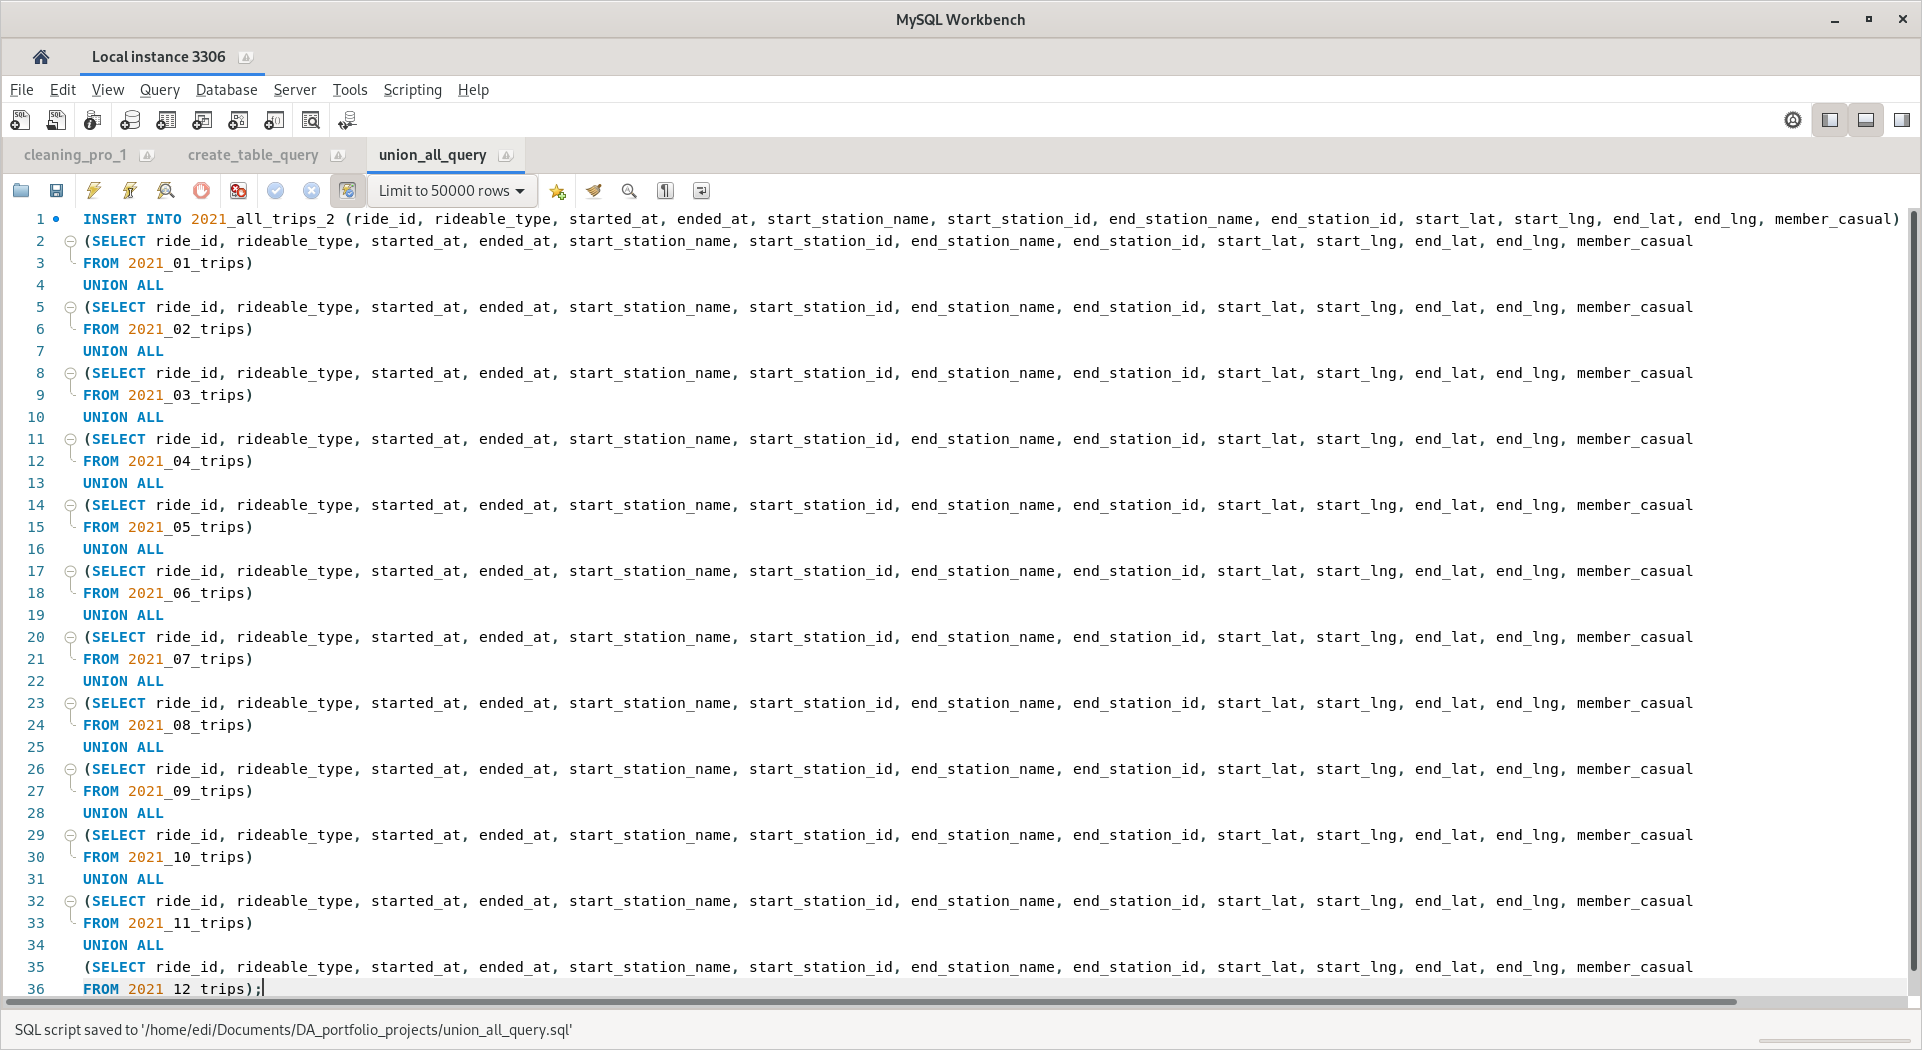 MySQL Workbench
Local instance 3306
File Edit View Query Database Server Tools Scripting Help
cleaning_pro_1 create_table_query union_all_query
Limit to 50000 rows
1 INSERT INTO 2021_all_trips_2 (ride_id, rideable_type, started_at, ended_at, start_station_name, start_station_id, end_station_name, end_station_id, start_lat, start_lng, end_lat, end_lng, member_casual)
2 (SELECT ride_id, rideable_type, started_at, ended_at, start_station_name, start_station_id, end_station_name, end_station_id, start_lat, start_lng, end_lat, end_lng, member_casual
3 FROM 2021_01_trips)
4 UNION ALL
5 (SELECT ride_id, rideable_type, started_at, ended_at, start_station_name, start_station_id, end_station_name, end_station_id, start_lat, start_lng, end_lat, end_lng, member_casual
6 FROM 2021_02_trips)
7 UNION ALL
8 (SELECT ride_id, rideable_type, started_at, ended_at, start_station_name, start_station_id, end_station_name, end_station_id, start_lat, start_lng, end_lat, end_lng, member_casual
9 FROM 2021_03_trips)
10 UNION ALL
11 (SELECT ride_id, rideable_type, started_at, ended_at, start_station_name, start_station_id, end_station_name, end_station_id, start_lat, start_lng, end_lat, end_lng, member_casual
12 FROM 2021_04_trips)
13 UNION ALL
14 (SELECT ride_id, rideable_type, started_at, ended_at, start_station_name, start_station_id, end_station_name, end_station_id, start_lat, start_lng, end_lat, end_lng, member_casual
15 FROM 2021_05_trips)
16 UNION ALL
17 (SELECT ride_id, rideable_type, started_at, ended_at, start_station_name, start_station_id, end_station_name, end_station_id, start_lat, start_lng, end_lat, end_lng, member_casual
18 FROM 2021_06_trips)
19 UNION ALL
20 (SELECT ride_id, rideable_type, started_at, ended_at, start_station_name, start_station_id, end_station_name, end_station_id, start_lat, start_lng, end_lat, end_lng, member_casual
21 FROM 2021_07_trips)
22 UNION ALL
23 (SELECT ride_id, rideable_type, started_at, ended_at, start_station_name, start_station_id, end_station_name, end_station_id, start_lat, start_lng, end_lat, end_lng, member_casual
24 FROM 2021_08_trips)
25 UNION ALL
26 (SELECT ride_id, rideable_type, started_at, ended_at, start_station_name, start_station_id, end_station_name, end_station_id, start_lat, start_lng, end_lat, end_lng, member_casual
27 FROM 2021_09_trips)
28 UNION ALL
29 (SELECT ride_id, rideable_type, started_at, ended_at, start_station_name, start_station_id, end_station_name, end_station_id, start_lat, start_lng, end_lat, end_lng, member_casual
30 FROM 2021_10_trips)
31 UNION ALL
32 (SELECT ride_id, rideable_type, started_at, ended_at, start_station_name, start_station_id, end_station_name, end_station_id, start_lat, start_lng, end_lat, end_lng, member_casual
33 FROM 2021_11_trips)
34 UNION ALL
35 (SELECT ride_id, rideable_type, started_at, ended_at, start_station_name, start_station_id, end_station_name, end_station_id, start_lat, start_lng, end_lat, end_lng, member_casual
36 FROM 2021_12_trips);
SQL script saved to '/home/edi/Documents/DA_portfolio_projects/union_all_query.sql'